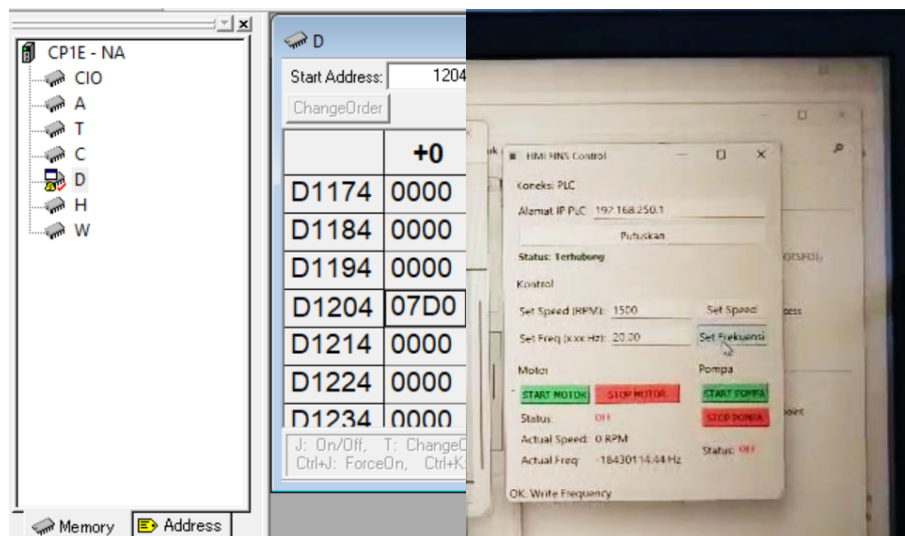 CP1E - NA
CIO
A
T
C
D
H
W
Memory
Address
D
Start Address: 1204
ChangeOrder
+0
D1174 0000
D1184 0000
D1194 0000
D1204 07D0
D1214 0000
D1224 0000
D1234 0000
J: On/Off, T: ChangeO
Ctrl+J: ForceOn, Ctrl+K:
HMI FINS Control
Koneksi PLC
Alamat IP PLC: 192.168.250.1
Putuskan
Status: Terhubung
Kontrol
Set Speed (RPM): 1500 Set Speed
Set Freq (x.xx Hz): 20.00 Set Frekuensi
Motor Pompa
START MOTOR STOP MOTOR START POMPA
Status: OFF STOP POMPA
Actual Speed: 0 RPM
Status: OFF
Actual Freq: -18430114.44 Hz
OK: Write Frequency